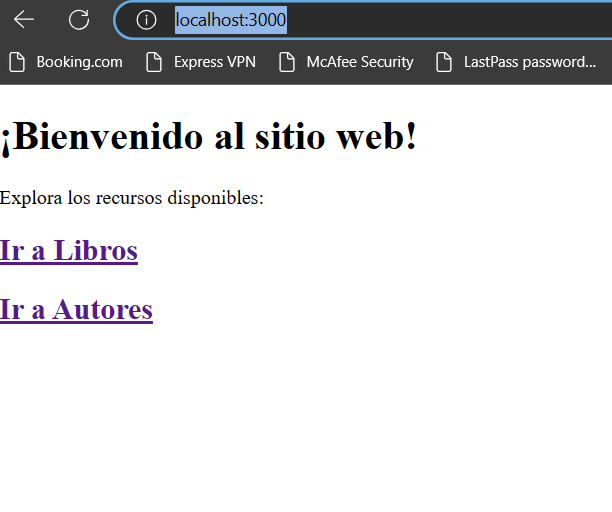 localhost:3000
Booking.com Express VPN McAfee Security LastPass password...
¡Bienvenido al sitio web!
Explora los recursos disponibles:
Ir a Libros
Ir a Autores